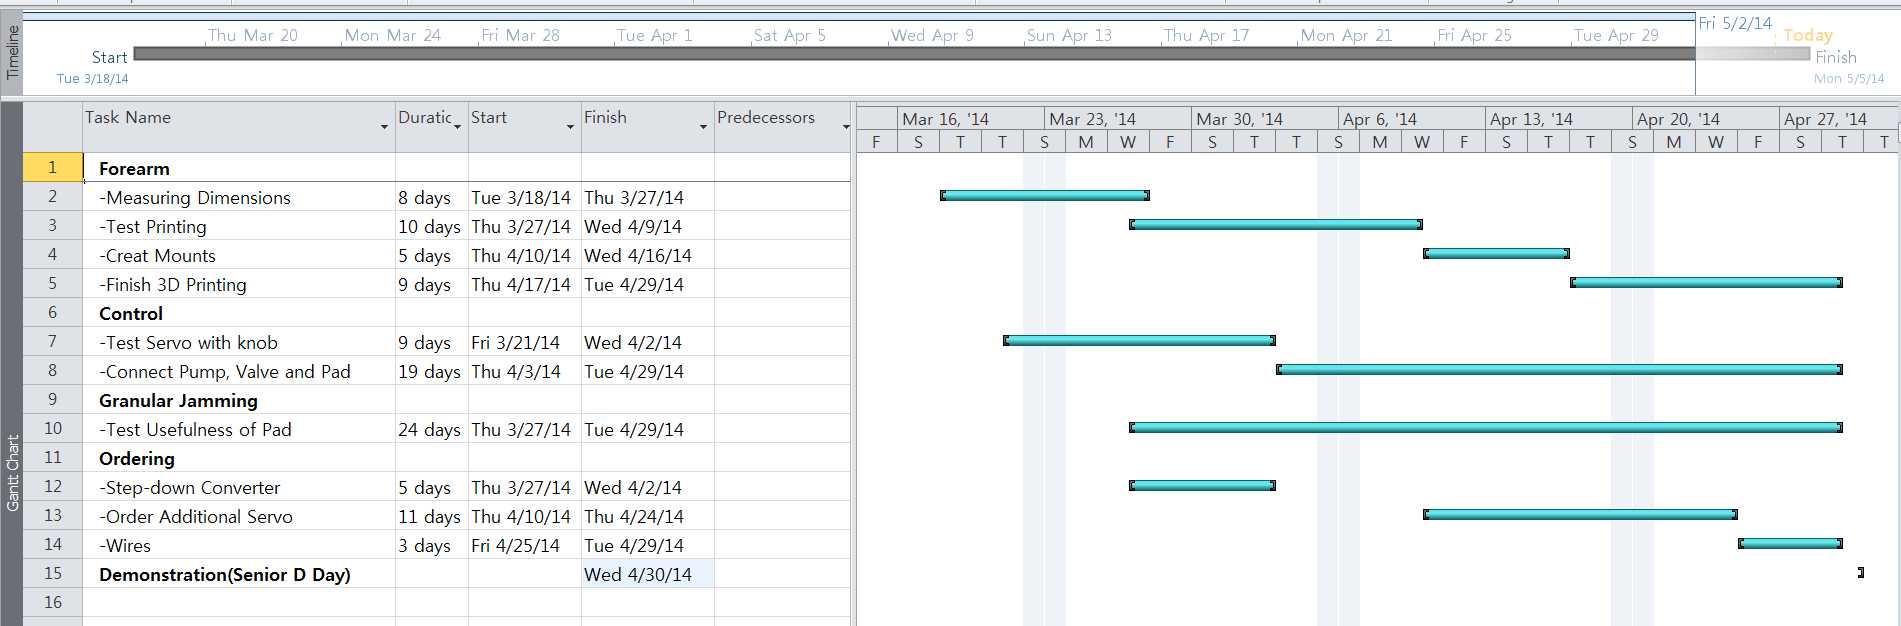 Timeline
Fri 5/2/14
Thu Mar 20 Mon Mar 24 Fri Mar 28 Tue Apr 1 Sat Apr 5 Wed Apr 9 Sun Apr 13 Thu Apr 17 Mon Apr 21 Fri Apr 25 Tue Apr 29 Today
Start Finish
Tue 3/18/14 Mon 5/5/14
Gantt Chart
Task Name Duratic Start Finish Predecessors
Mar 16, '14 Mar 23, '14 Mar 30, '14 Apr 6, '14 Apr 13, '14 Apr 20, '14 Apr 27, '14
F S T T S M W F S T T S M W F S T T S M W F S T T
1 Forearm
2 -Measuring Dimensions 8 days Tue 3/18/14 Thu 3/27/14
3 -Test Printing 10 days Thu 3/27/14 Wed 4/9/14
4 -Creat Mounts 5 days Thu 4/10/14 Wed 4/16/14
5 -Finish 3D Printing 9 days Thu 4/17/14 Tue 4/29/14
6 Control
7 -Test Servo with knob 9 days Fri 3/21/14 Wed 4/2/14
8 -Connect Pump, Valve and Pad 19 days Thu 4/3/14 Tue 4/29/14
9 Granular Jamming
10 -Test Usefulness of Pad 24 days Thu 3/27/14 Tue 4/29/14
11 Ordering
12 -Step-down Converter 5 days Thu 3/27/14 Wed 4/2/14
13 -Order Additional Servo 11 days Thu 4/10/14 Thu 4/24/14
14 -Wires 3 days Fri 4/25/14 Tue 4/29/14
15 Demonstration(Senior D Day) Wed 4/30/14
16